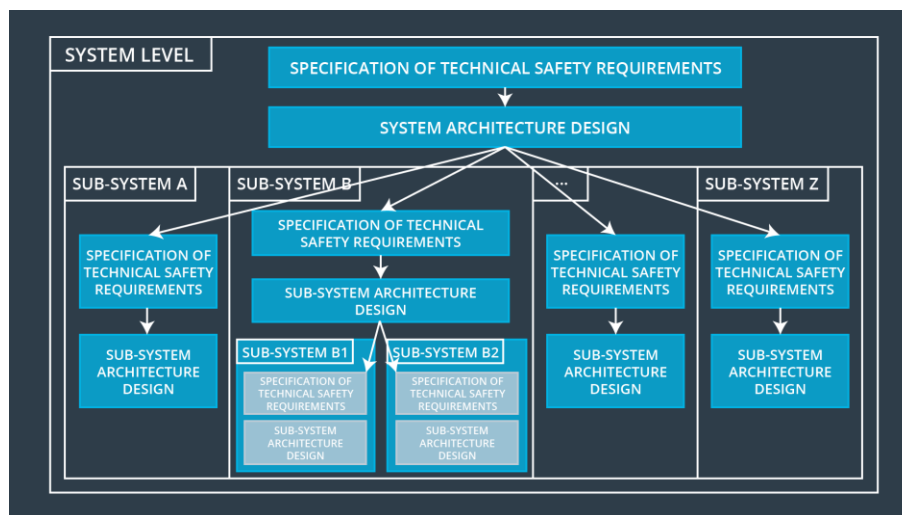 SYSTEM LEVEL
SPECIFICATION OF TECHNICAL SAFETY REQUIREMENTS
SYSTEM ARCHITECTURE DESIGN
SUB-SYSTEM A
SPECIFICATION OF
TECHNICAL SAFETY
REQUIREMENTS
SUB-SYSTEM
ARCHITECTURE
DESIGN
SUB-SYSTEM B
SPECIFICATION OF TECHNICAL
SAFETY REQUIREMENTS
SUB-SYSTEM ARCHITECTURE
DESIGN
SUB-SYSTEM B1
SPECIFICATION OF
TECHNICAL SAFETY
REQUIREMENTS
SUB-SYSTEM
ARCHITECTURE
DESIGN
SUB-SYSTEM B2
SPECIFICATION OF
TECHNICAL SAFETY
REQUIREMENTS
SUB-SYSTEM
ARCHITECTURE
DESIGN
...
SPECIFICATION OF
TECHNICAL SAFETY
REQUIREMENTS
SUB-SYSTEM
ARCHITECTURE
DESIGN
SUB-SYSTEM Z
SPECIFICATION OF
TECHNICAL SAFETY
REQUIREMENTS
SUB-SYSTEM
ARCHITECTURE
DESIGN